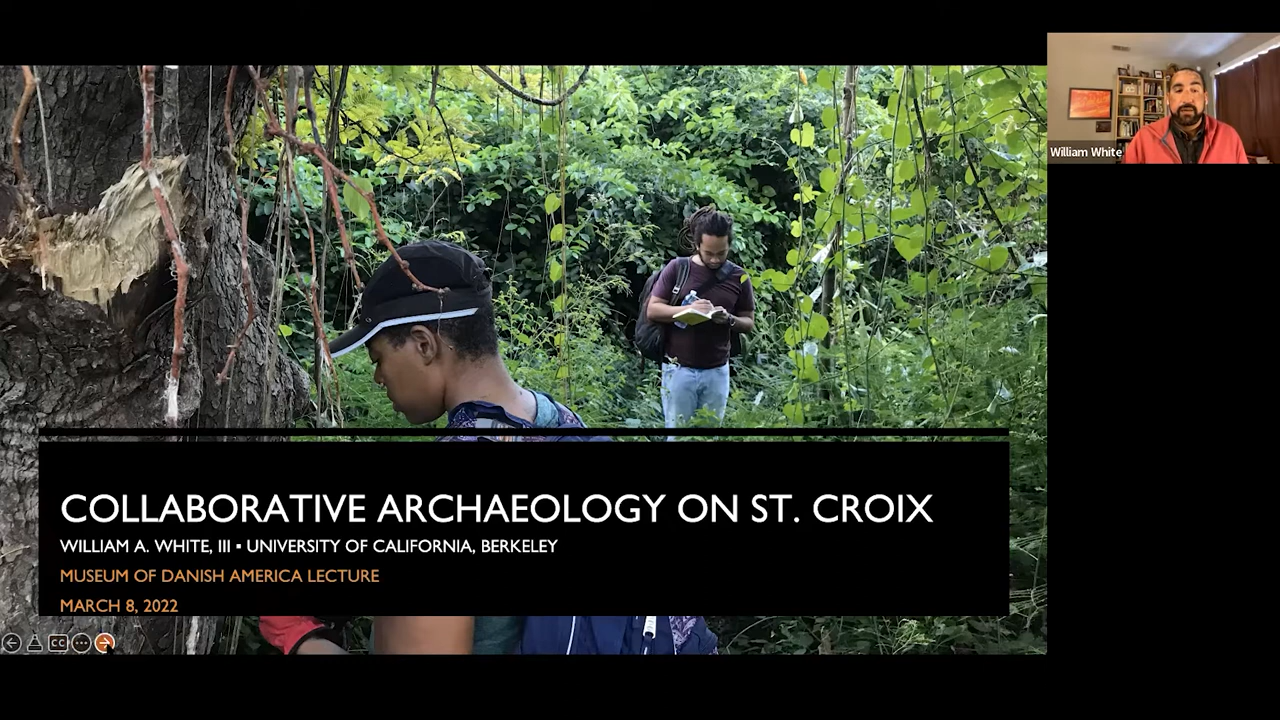 William White
COLLABORATIVE ARCHAEOLOGY ON ST. CROIX
WILLIAM A. WHITE, III ▪ UNIVERSITY OF CALIFORNIA, BERKELEY
MUSEUM OF DANISH AMERICA LECTURE
MARCH 8, 2022
CC